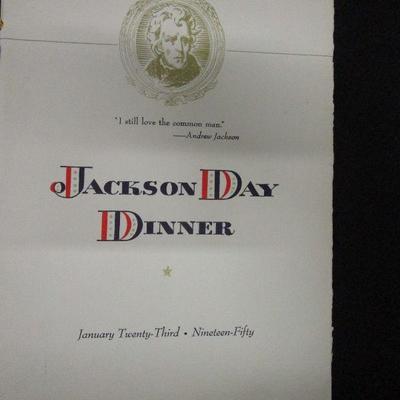 "I still love the common man."
—Andrew Jackson
JACKSON DAY
DINNER
January Twenty-Third • Nineteen-Fifty